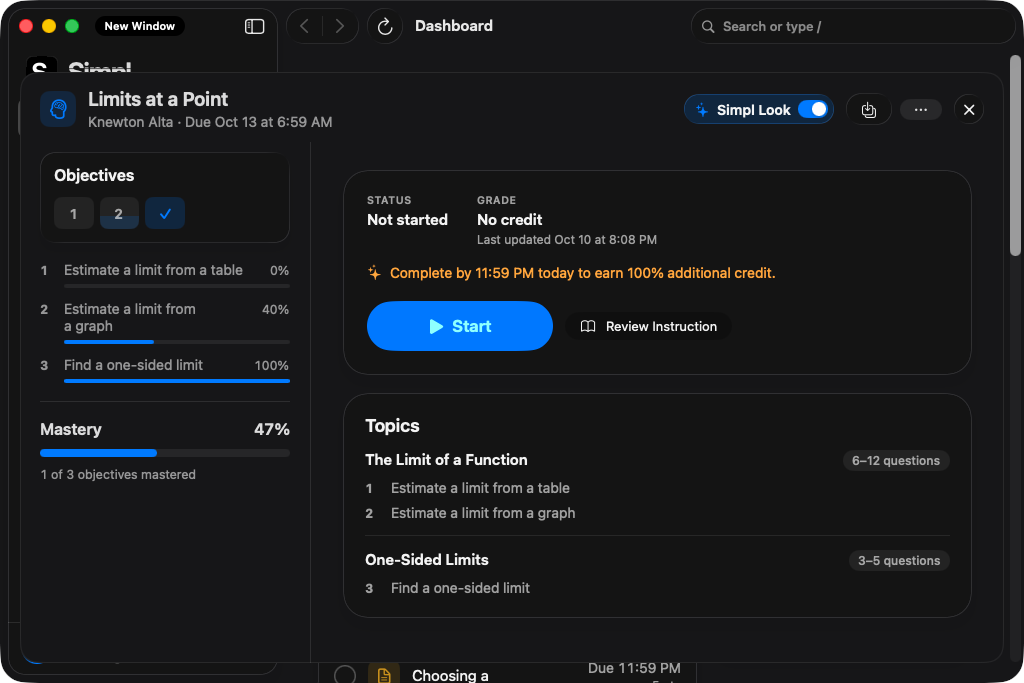 New Window
Dashboard
Search or type /
Simpl
Limits at a Point
Knewton Alta · Due Oct 13 at 6:59 AM
Simpl Look
Objectives
1
2
1 Estimate a limit from a table 0%
2 Estimate a limit from 40%
a graph
3 Find a one-sided limit 100%
Mastery 47%
1 of 3 objectives mastered
STATUS
Not started
GRADE
No credit
Last updated Oct 10 at 8:08 PM
Complete by 11:59 PM today to earn 100% additional credit.
Start
Review Instruction
Topics
The Limit of a Function 6–12 questions
1 Estimate a limit from a table
2 Estimate a limit from a graph
One-Sided Limits 3–5 questions
3 Find a one-sided limit
Choosing a
Due 11:59 PM